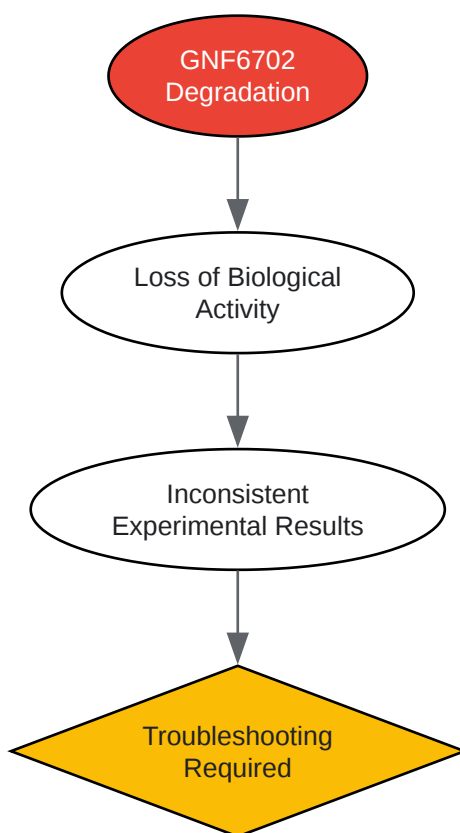 GNF6702
Degradation
Loss of Biological
Activity
Inconsistent
Experimental Results
Troubleshooting
Required